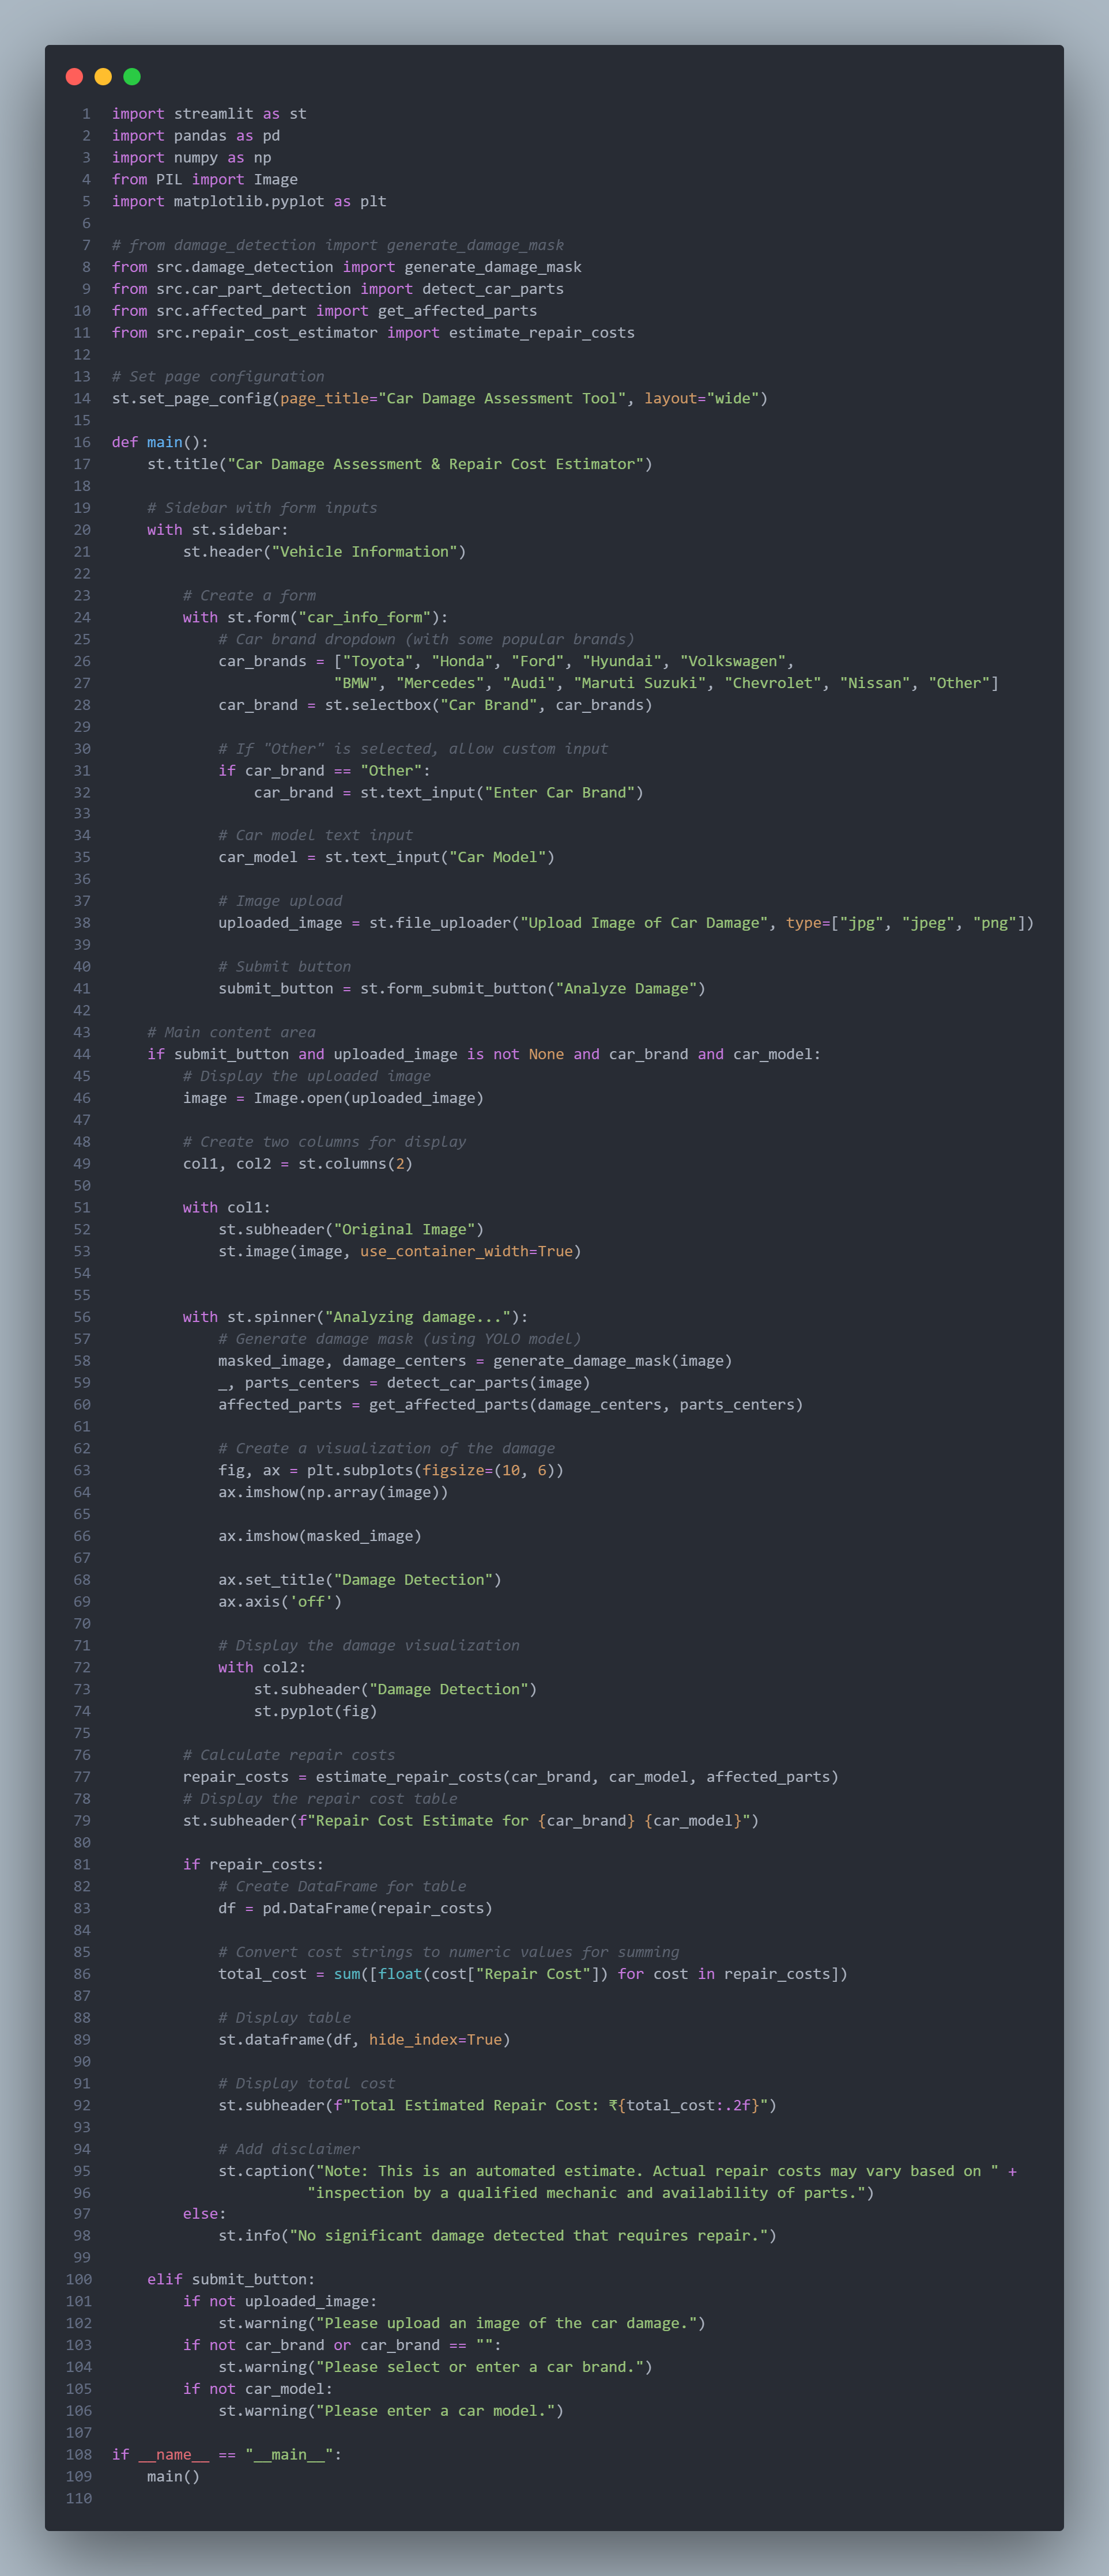 1 import streamlit as st
2 import pandas as pd
3 import numpy as np
4 from PIL import Image
5 import matplotlib.pyplot as plt
6
7 # from damage_detection import generate_damage_mask
8 from src.damage_detection import generate_damage_mask
9 from src.car_part_detection import detect_car_parts
10 from src.affected_part import get_affected_parts
11 from src.repair_cost_estimator import estimate_repair_costs
12
13 # Set page configuration
14 st.set_page_config(page_title="Car Damage Assessment Tool", layout="wide")
15
16 def main():
17     st.title("Car Damage Assessment & Repair Cost Estimator")
18
19     # Sidebar with form inputs
20     with st.sidebar:
21         st.header("Vehicle Information")
22
23         # Create a form
24         with st.form("car_info_form"):
25             # Car brand dropdown (with some popular brands)
26             car_brands = ["Toyota", "Honda", "Ford", "Hyundai", "Volkswagen",
27                          "BMW", "Mercedes", "Audi", "Maruti Suzuki", "Chevrolet", "Nissan", "Other"]
28             car_brand = st.selectbox("Car Brand", car_brands)
29
30             # If "Other" is selected, allow custom input
31             if car_brand == "Other":
32                 car_brand = st.text_input("Enter Car Brand")
33
34             # Car model text input
35             car_model = st.text_input("Car Model")
36
37             # Image upload
38             uploaded_image = st.file_uploader("Upload Image of Car Damage", type=["jpg", "jpeg", "png"])
39
40             # Submit button
41             submit_button = st.form_submit_button("Analyze Damage")
42
43     # Main content area
44     if submit_button and uploaded_image is not None and car_brand and car_model:
45         # Display the uploaded image
46         image = Image.open(uploaded_image)
47
48         # Create two columns for display
49         col1, col2 = st.columns(2)
50
51         with col1:
52             st.subheader("Original Image")
53             st.image(image, use_container_width=True)
54
55
56         with st.spinner("Analyzing damage..."):
57             # Generate damage mask (using YOLO model)
58             masked_image, damage_centers = generate_damage_mask(image)
59             _, parts_centers = detect_car_parts(image)
60             affected_parts = get_affected_parts(damage_centers, parts_centers)
61
62             # Create a visualization of the damage
63             fig, ax = plt.subplots(figsize=(10, 6))
64             ax.imshow(np.array(image))
65
66             ax.imshow(masked_image)
67
68             ax.set_title("Damage Detection")
69             ax.axis('off')
70
71             # Display the damage visualization
72             with col2:
73                 st.subheader("Damage Detection")
74                 st.pyplot(fig)
75
76         # Calculate repair costs
77         repair_costs = estimate_repair_costs(car_brand, car_model, affected_parts)
78         # Display the repair cost table
79         st.subheader(f"Repair Cost Estimate for {car_brand} {car_model}")
80
81         if repair_costs:
82             # Create DataFrame for table
83             df = pd.DataFrame(repair_costs)
84
85             # Convert cost strings to numeric values for summing
86             total_cost = sum([float(cost["Repair Cost"]) for cost in repair_costs])
87
88             # Display table
89             st.dataframe(df, hide_index=True)
90
91             # Display total cost
92             st.subheader(f"Total Estimated Repair Cost: ₹{total_cost:.2f}")
93
94             # Add disclaimer
95             st.caption("Note: This is an automated estimate. Actual repair costs may vary based on " +
96                       "inspection by a qualified mechanic and availability of parts.")
97         else:
98             st.info("No significant damage detected that requires repair.")
99
100     elif submit_button:
101         if not uploaded_image:
102             st.warning("Please upload an image of the car damage.")
103         if not car_brand or car_brand == "":
104             st.warning("Please select or enter a car brand.")
105         if not car_model:
106             st.warning("Please enter a car model.")
107
108 if __name__ == "__main__":
109     main()
110